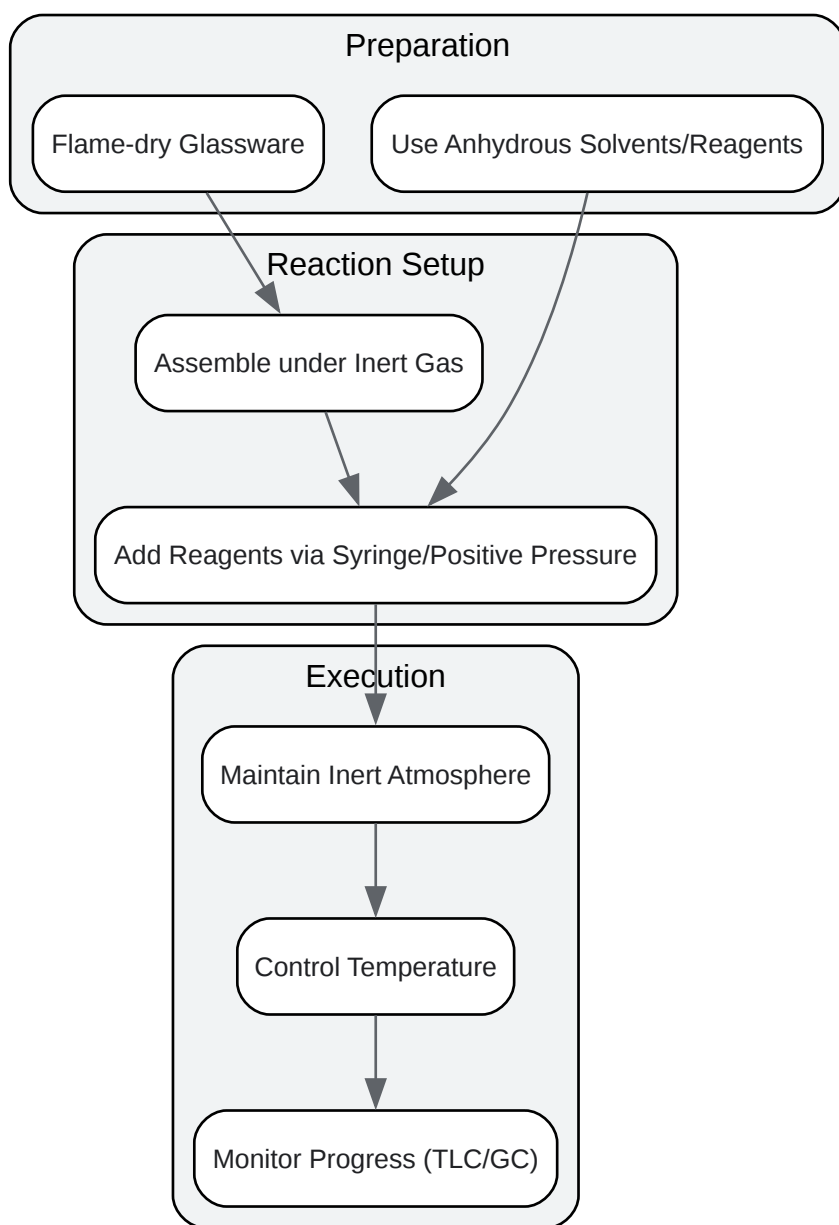 Preparation
Flame-dry Glassware
Use Anhydrous Solvents/Reagents
Reaction Setup
Assemble under Inert Gas
Add Reagents via Syringe/Positive Pressure
Execution
Maintain Inert Atmosphere
Control Temperature
Monitor Progress (TLC/GC)